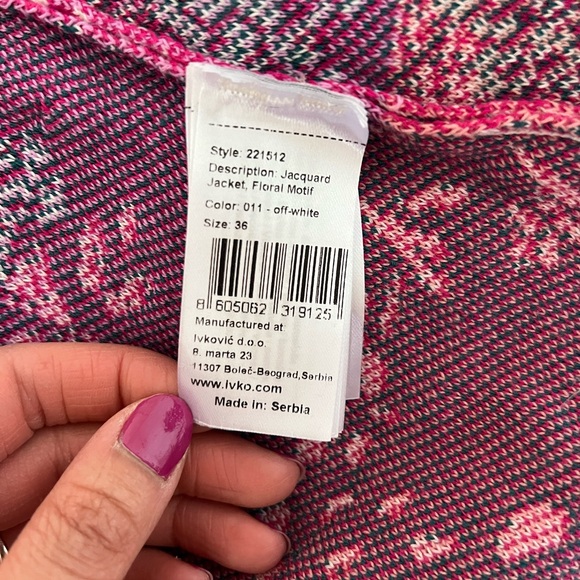 Style: 221512
Description: Jacquard
Jacket, Floral Motif
Color: 011 - off-white
Size: 36
8 605062 319125
Manufactured at:
Ivković d.o.o.
8. marta 23
11307 Boleč-Beograd,Serbia
www.ivko.com
Made in: Serbia